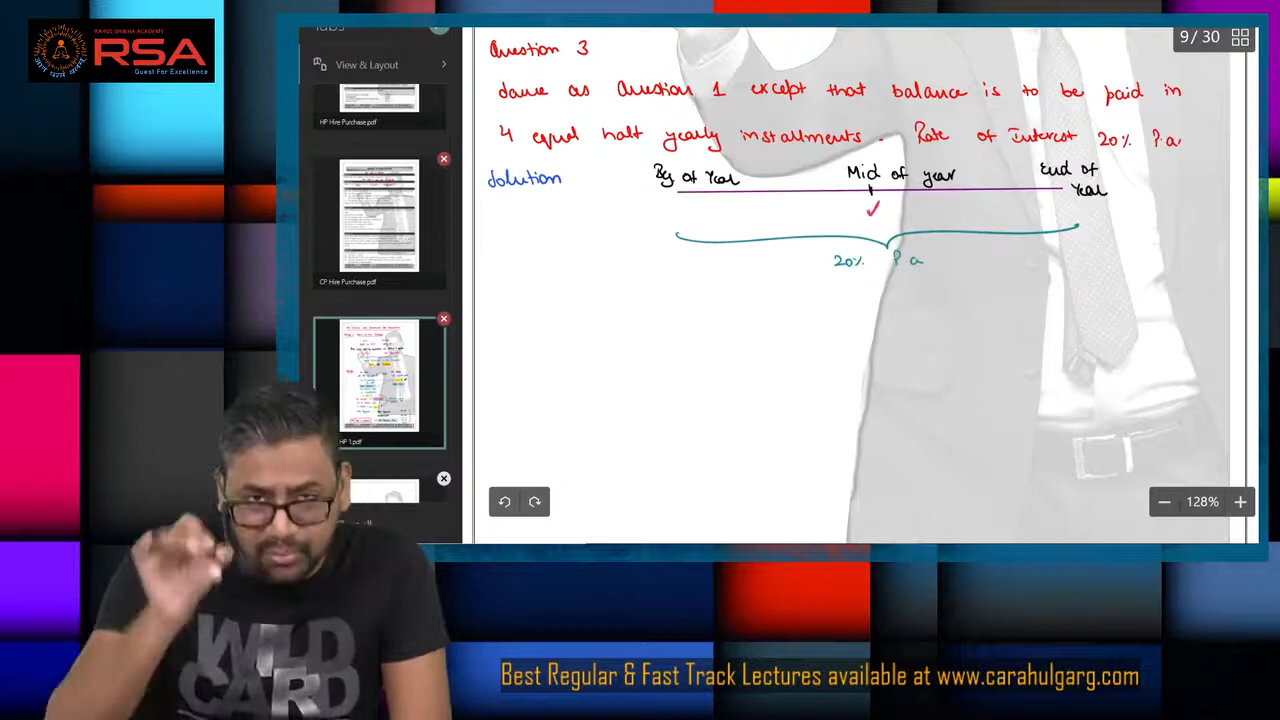 RAHUL SHIKHA ACADEMY
RSA
Quest For Excellence
View & Layout
HP Hire Purchase.pdf
CP Hire Purchase.pdf
HP 1.pdf
9 / 30
Question 3
Same as Question 1 except that balance is to be paid in
4 equal half yearly installments. Rate of Interest 20% P.a.
Solution
Bg of Year
Mid of year
End of
Year
20% P a
128%
WILD
CARD
Best Regular & Fast Track Lectures available at www.carahulgarg.com